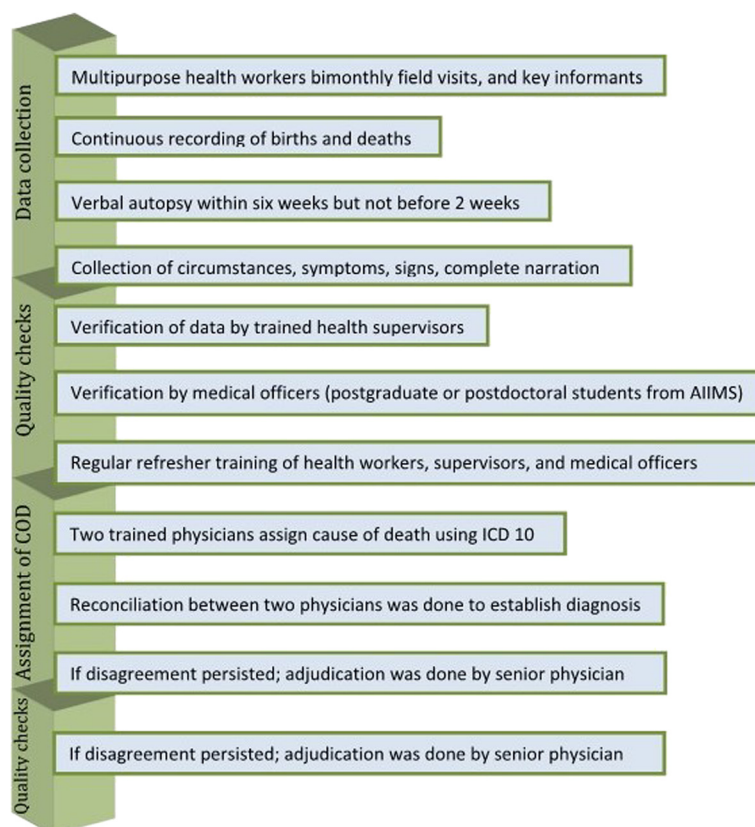 Data collection
Multipurpose health workers bimonthly field visits, and key informants
Continuous recording of births and deaths
Verbal autopsy within six weeks but not before 2 weeks
Collection of circumstances, symptoms, signs, complete narration
Quality checks
Verification of data by trained health supervisors
Verification by medical officers (postgraduate or postdoctoral students from AIIMS)
Regular refresher training of health workers, supervisors, and medical officers
Assignment of COD
Two trained physicians assign cause of death using ICD 10
Reconciliation between two physicians was done to establish diagnosis
If disagreement persisted; adjudication was done by senior physician
Quality checks
If disagreement persisted; adjudication was done by senior physician